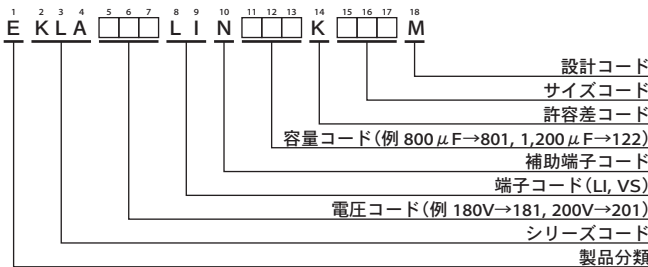 1 2 3 4 5 6 7 8 9 10 11 12 13 14 15 16 17 18
E K L A □□□ L I N □□□ K □□□ M
設計コード
サイズコード
許容差コード
容量コード(例 800μF→801, 1,200μF→122)
補助端子コード
端子コード(LI, VS)
電圧コード(例 180V→181, 200V→201)
シリーズコード
製品分類